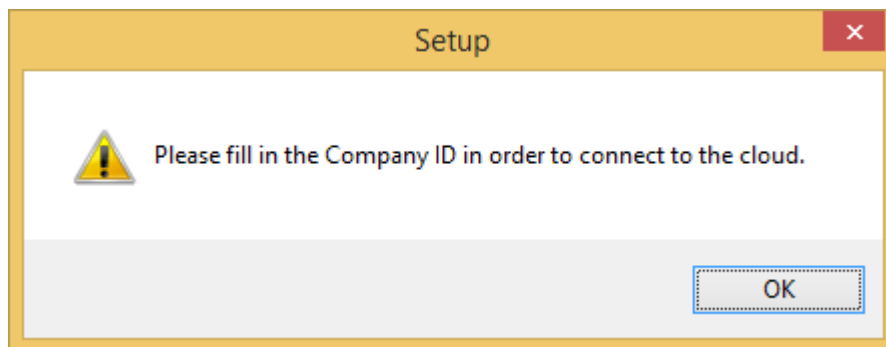 Setup
Please fill in the Company ID in order to connect to the cloud.
OK